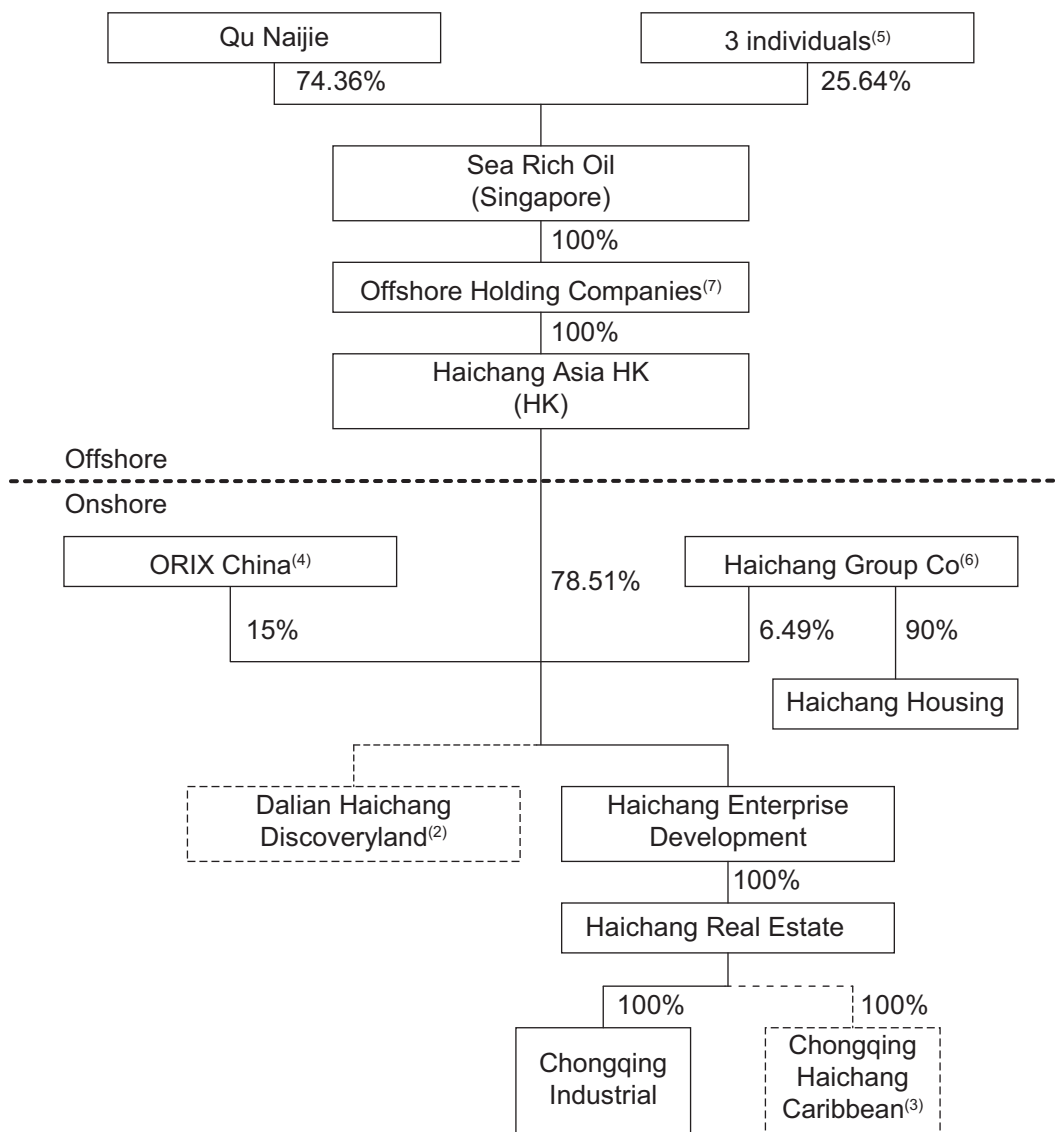 Qu Naijie
3 individuals(5)
74.36%
25.64%
Sea Rich Oil
(Singapore)
100%
Offshore Holding Companies(7)
100%
Haichang Asia HK
(HK)
Offshore
Onshore
ORIX China(4)
Haichang Group Co(6)
78.51%
15%
6.49%
90%
Haichang Housing
Dalian Haichang
Discoveryland(2)
Haichang Enterprise
Development
100%
Haichang Real Estate
100%
100%
Chongqing
Industrial
Chongqing
Haichang
Caribbean(3)